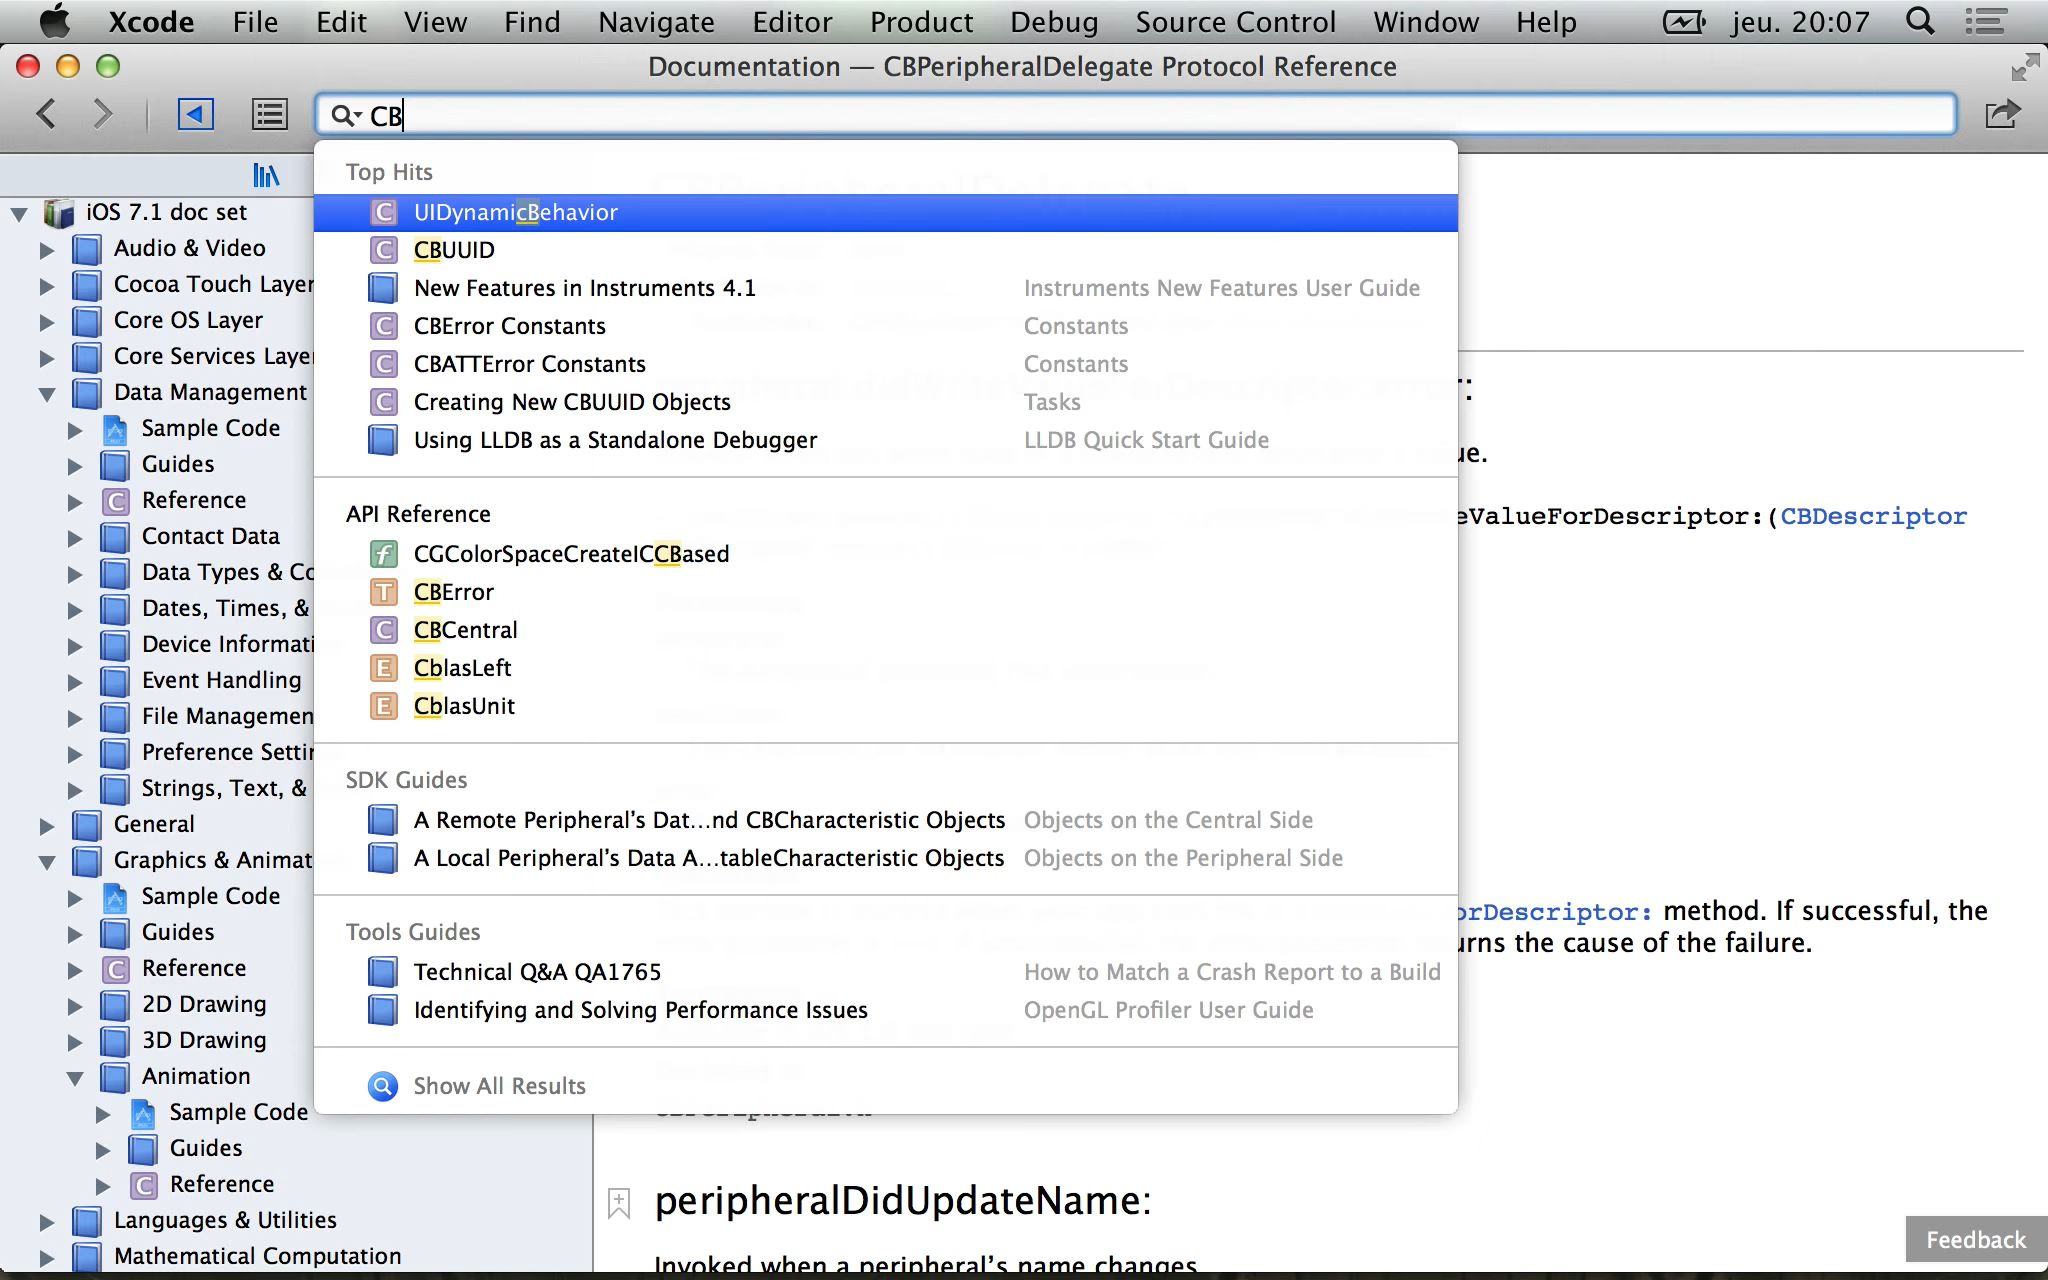 Xcode File Edit View Find Navigate Editor Product Debug Source Control Window Help jeu. 20:07
Documentation — CBPeripheralDelegate Protocol Reference
CB
Top Hits
UIDynamicBehavior
CBUUID
New Features in Instruments 4.1 Instruments New Features User Guide
CBError Constants Constants
CBATTError Constants Constants
Creating New CBUUID Objects Tasks
Using LLDB as a Standalone Debugger LLDB Quick Start Guide
API Reference
CGColorSpaceCreateICCBased
CBError
CBCentral
CblasLeft
CblasUnit
SDK Guides
A Remote Peripheral’s Dat...nd CBCharacteristic Objects Objects on the Central Side
A Local Peripheral’s Data A...tableCharacteristic Objects Objects on the Peripheral Side
Tools Guides
Technical Q&A QA1765 How to Match a Crash Report to a Build
Identifying and Solving Performance Issues OpenGL Profiler User Guide
Show All Results
iOS 7.1 doc set
Audio & Video
Cocoa Touch Layer
Core OS Layer
Core Services Laye
Data Management
Sample Code
Guides
Reference
Contact Data
Data Types & Co
Dates, Times, &
Device Informati
Event Handling
File Managemen
Preference Setti
Strings, Text, &
General
Graphics & Animat
Sample Code
Guides
Reference
2D Drawing
3D Drawing
Animation
Sample Code
Guides
Reference
Languages & Utilities
Mathematical Computation
:
ue.
eValueForDescriptor:(CBDescriptor
orDescriptor: method. If successful, the
urns the cause of the failure.
peripheralDidUpdateName:
Invoked when a peripheral’s name changes
Feedback